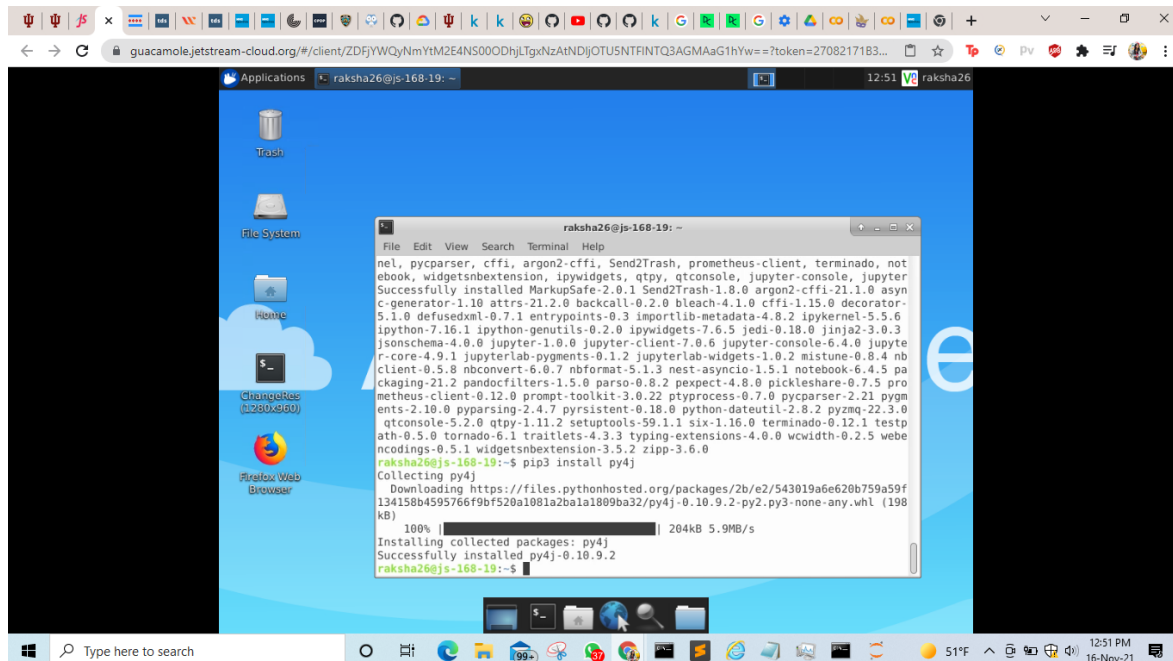 guacamole.jetstream-cloud.org/#/client/ZDFjYWQyNmYtM2E4NS00ODhjLTgxNzAtNDljOTU5NTFlNTQ3AGMAaG1hYw==?token=27082171B3...
Applications raksha26@js-168-19: ~ 12:51 raksha26
Trash
File System
Home
ChangeRes
(1280x960)
Firefox Web
Browser
raksha26@js-168-19: ~
File Edit View Search Terminal Help
nel, pycparser, cffi, argon2-cffi, Send2Trash, prometheus-client, terminado, not
ebook, widgetsnbextension, ipywidgets, qtpy, qtconsole, jupyter-console, jupyter
Successfully installed MarkupSafe-2.0.1 Send2Trash-1.8.0 argon2-cffi-21.1.0 asyn
c-generator-1.10 attrs-21.2.0 backcall-0.2.0 bleach-4.1.0 cffi-1.15.0 decorator-
5.1.0 defusedxml-0.7.1 entrypoints-0.3 importlib-metadata-4.8.2 ipykernel-5.5.6
ipython-7.16.1 ipython-genutils-0.2.0 ipywidgets-7.6.5 jedi-0.18.0 jinja2-3.0.3
jsonschema-4.0.0 jupyter-1.0.0 jupyter-client-7.0.6 jupyter-console-6.4.0 jupyte
r-core-4.9.1 jupyterlab-pygments-0.1.2 jupyterlab-widgets-1.0.2 mistune-0.8.4 nb
client-0.5.8 nbconvert-6.0.7 nbformat-5.1.3 nest-asyncio-1.5.1 notebook-6.4.5 pa
ckaging-21.2 pandocfilters-1.5.0 parso-0.8.2 pexpect-4.8.0 pickleshare-0.7.5 pro
metheus-client-0.12.0 prompt-toolkit-3.0.22 ptyprocess-0.7.0 pycparser-2.21 pygm
ents-2.10.0 pyparsing-2.4.7 pyrsistent-0.18.0 python-dateutil-2.8.2 pyzmq-22.3.0
qtconsole-5.2.0 qtpy-1.11.2 setuptools-59.1.1 six-1.16.0 terminado-0.12.1 testp
ath-0.5.0 tornado-6.1 traitlets-4.3.3 typing-extensions-4.0.0 wcwidth-0.2.5 webe
ncodings-0.5.1 widgetsnbextension-3.5.2 zipp-3.6.0
raksha26@js-168-19:~$ pip3 install py4j
Collecting py4j
Downloading https://files.pythonhosted.org/packages/2b/e2/543019a6e620b759a59f
134158b4595766f9bf520a1081a2ba1a1809ba32/py4j-0.10.9.2-py2.py3-none-any.whl (198
kB)
100% | | 204kB 5.9MB/s
Installing collected packages: py4j
Successfully installed py4j-0.10.9.2
raksha26@js-168-19:~$
Type here to search
51°F
12:51 PM
16-Nov-21